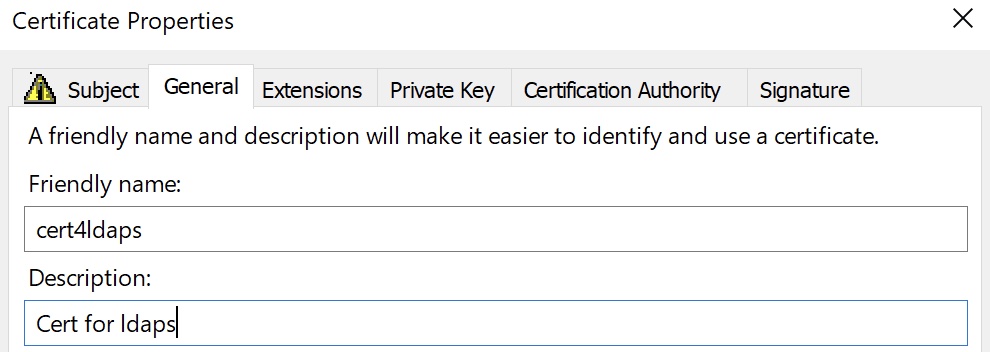 Certificate Properties
Subject General Extensions Private Key Certification Authority Signature
A friendly name and description will make it easier to identify and use a certificate.
Friendly name:
cert4ldaps
Description:
Cert for ldaps